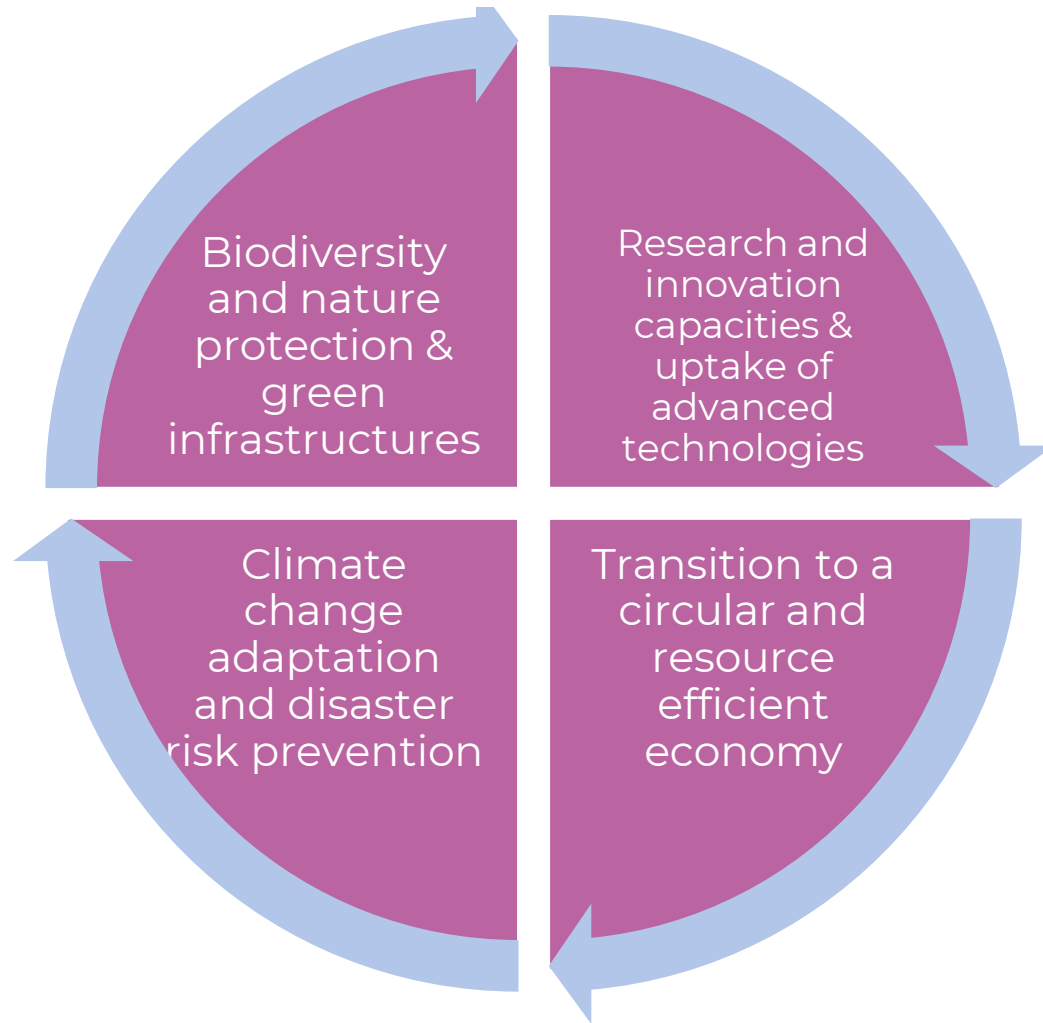 Biodiversity
and nature
protection &
green
infrastructures
Research and
innovation
capacities &
uptake of
advanced
technologies
Climate
change
adaptation
and disaster
risk prevention
Transition to a
circular and
resource
efficient
economy